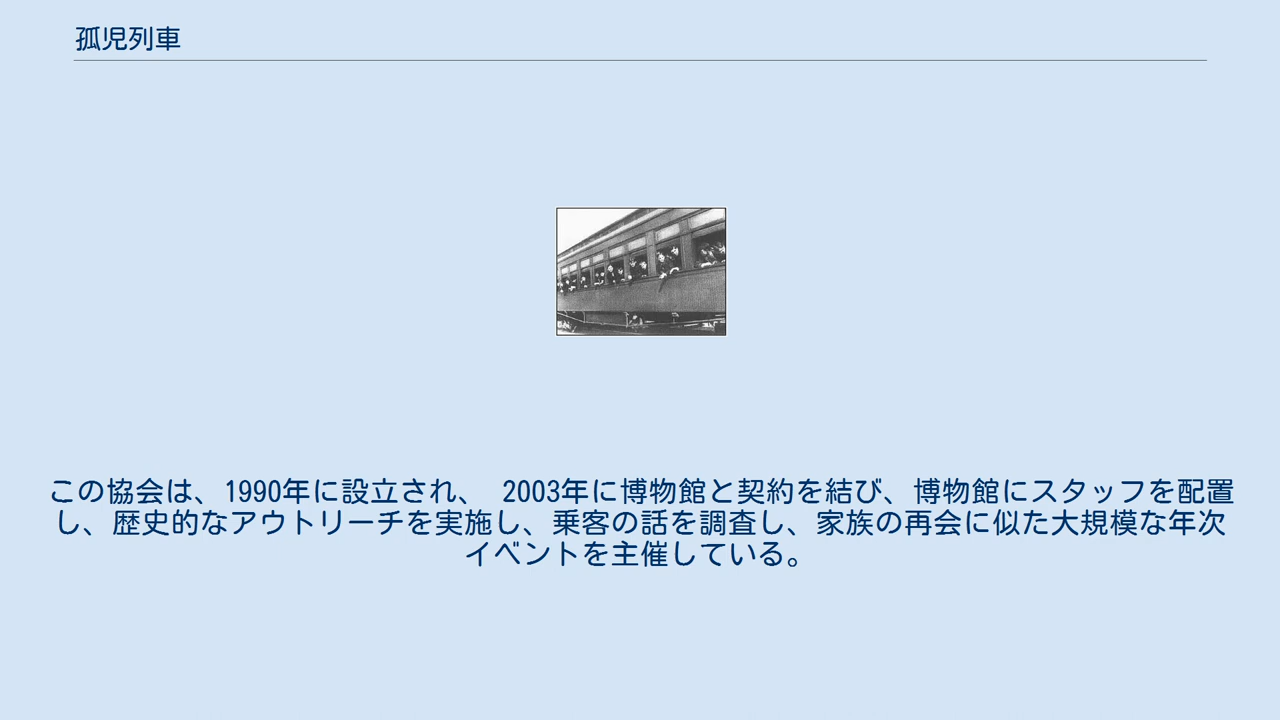 孤児列車
この協会は、1990年に設立され、 2003年に博物館と契約を結び、博物館にスタッフを配置
し、歴史的なアウトリーチを実施し、乗客の話を調査し、家族の再会に似た大規模な年次
イベントを主催している。